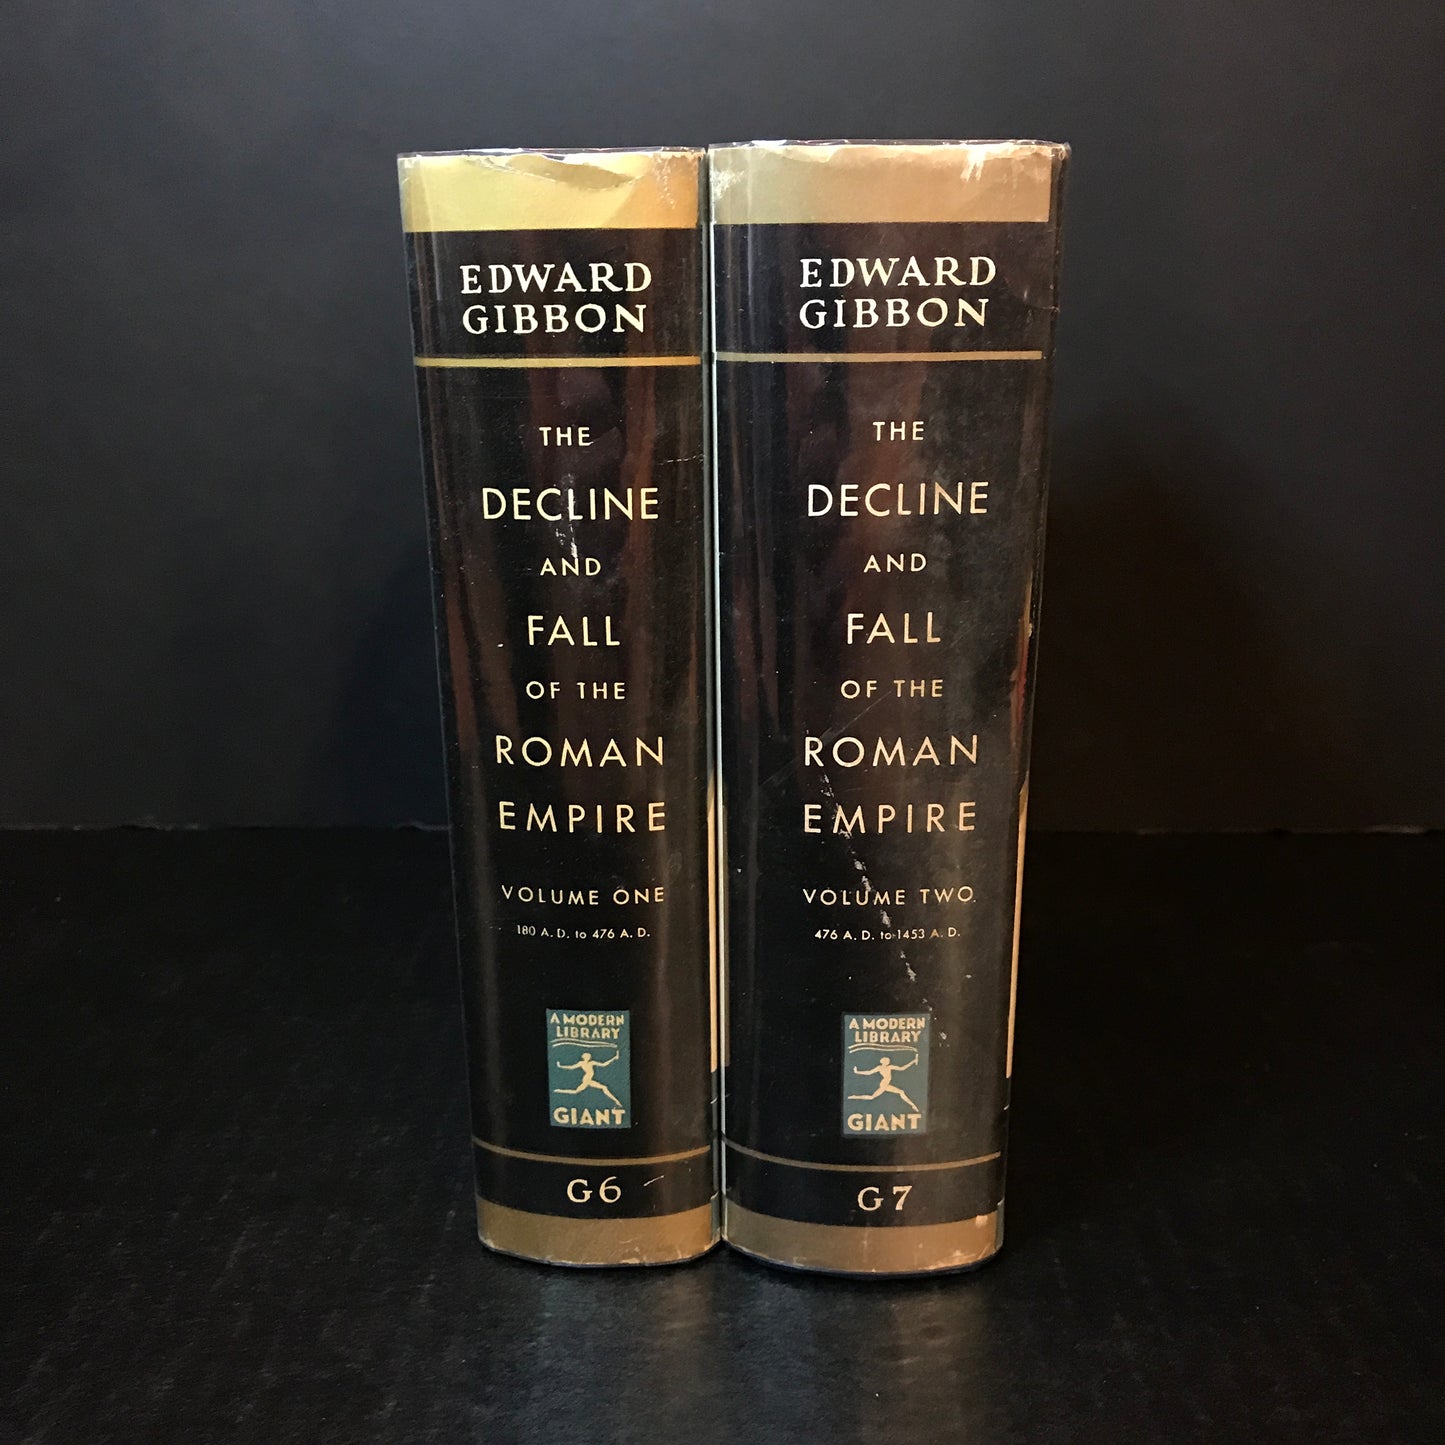 EDWARD
GIBBON
THE
DECLINE
AND
FALL
OF THE
ROMAN
EMPIRE
VOLUME ONE
180 A. D. to 476 A. D.
A MODERN
LIBRARY
GIANT
G6
EDWARD
GIBBON
THE
DECLINE
AND
FALL
OF THE
ROMAN
EMPIRE
VOLUME TWO
476 A. D. to 1453 A. D.
A MODERN
LIBRARY
GIANT
G7